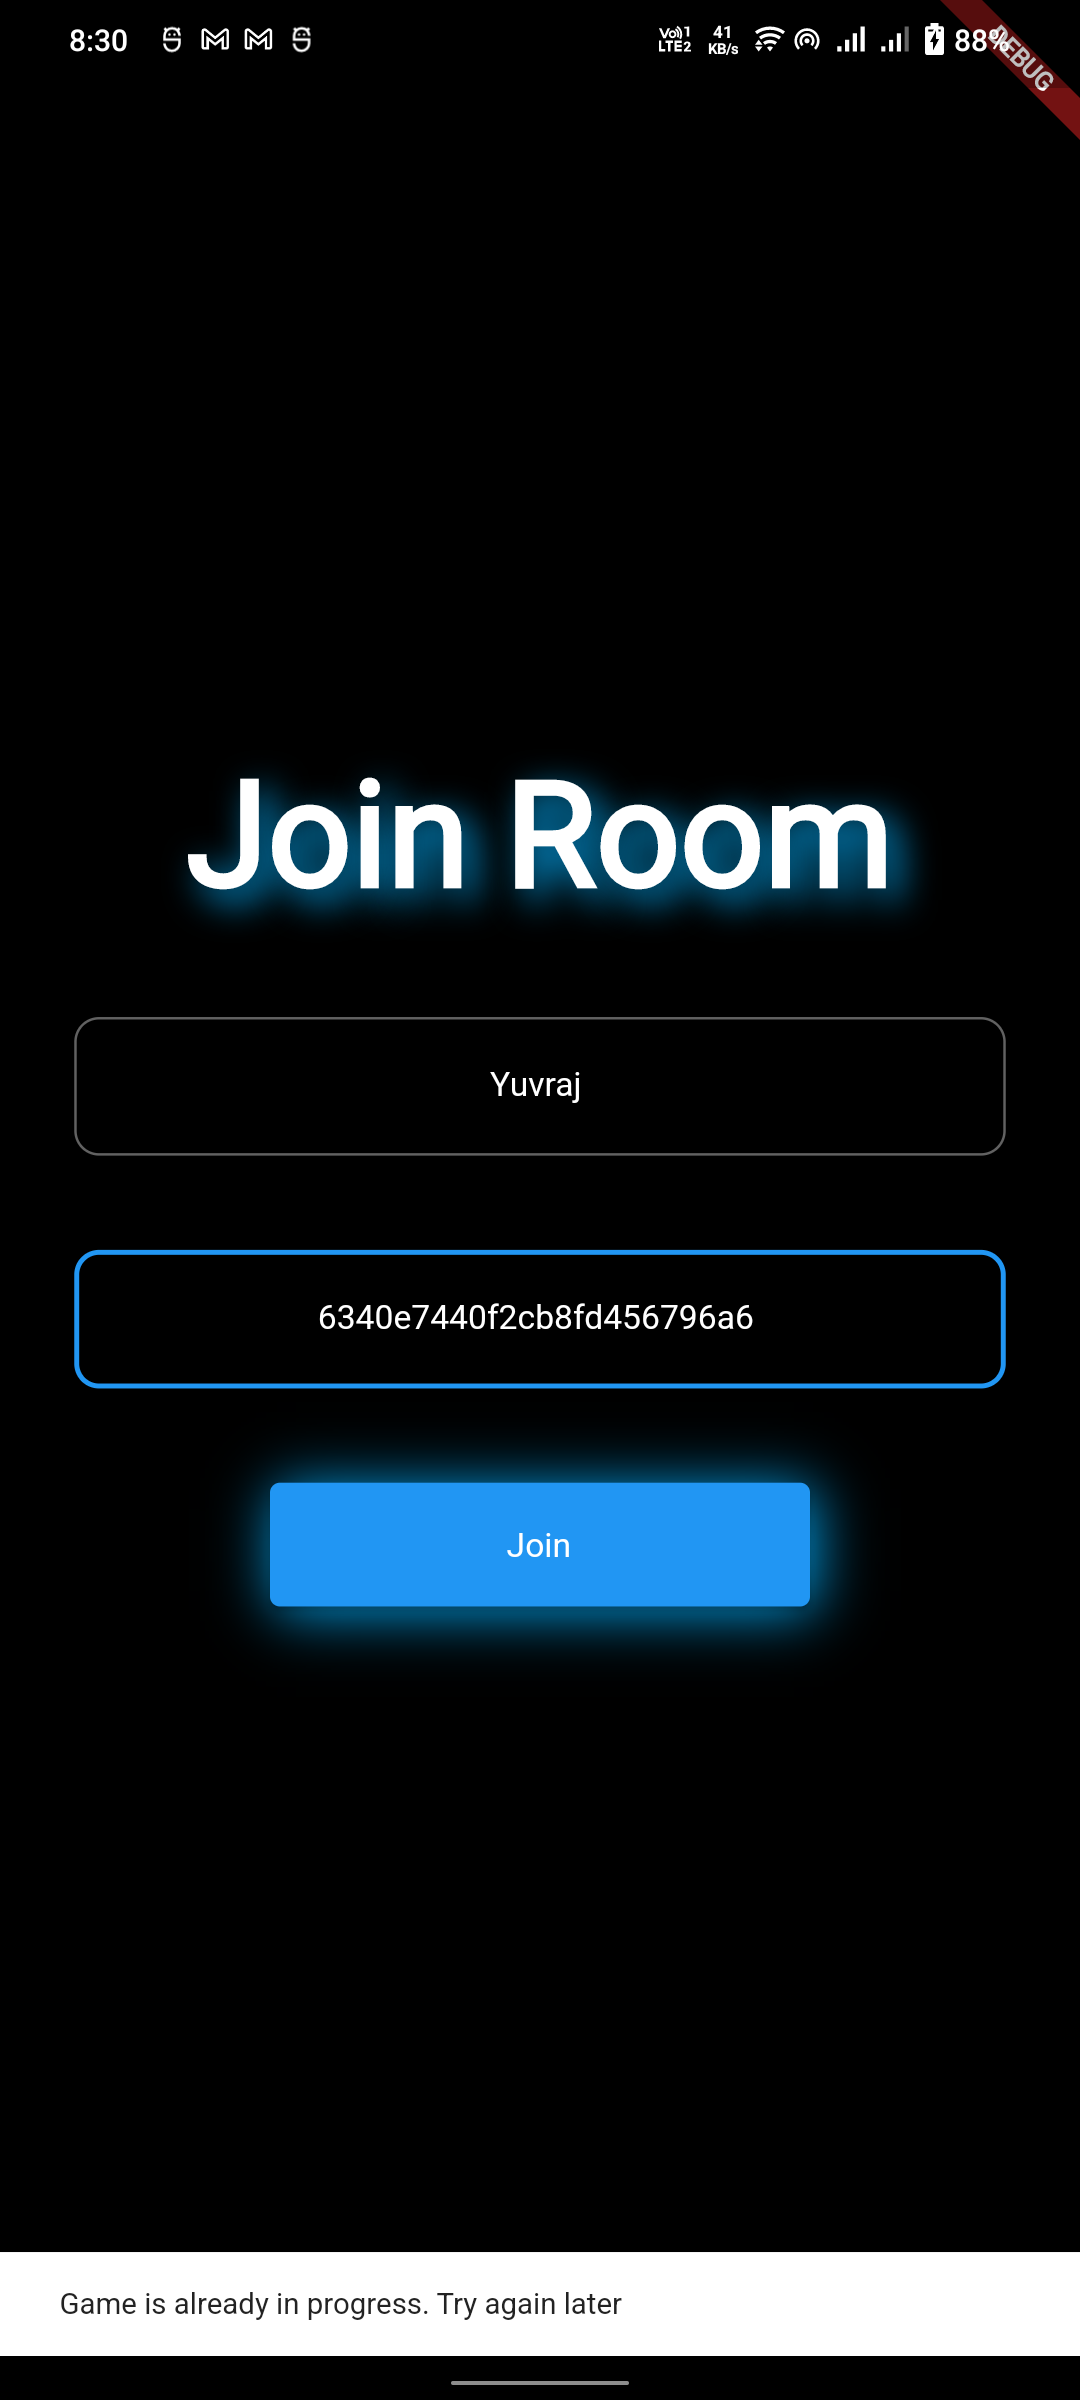 8:30
Vo)) 1
LTE2
41
KB/s
88%
DEBUG
Join Room
Yuvraj
6340e7440f2cb8fd456796a6
Join
Game is already in progress. Try again later